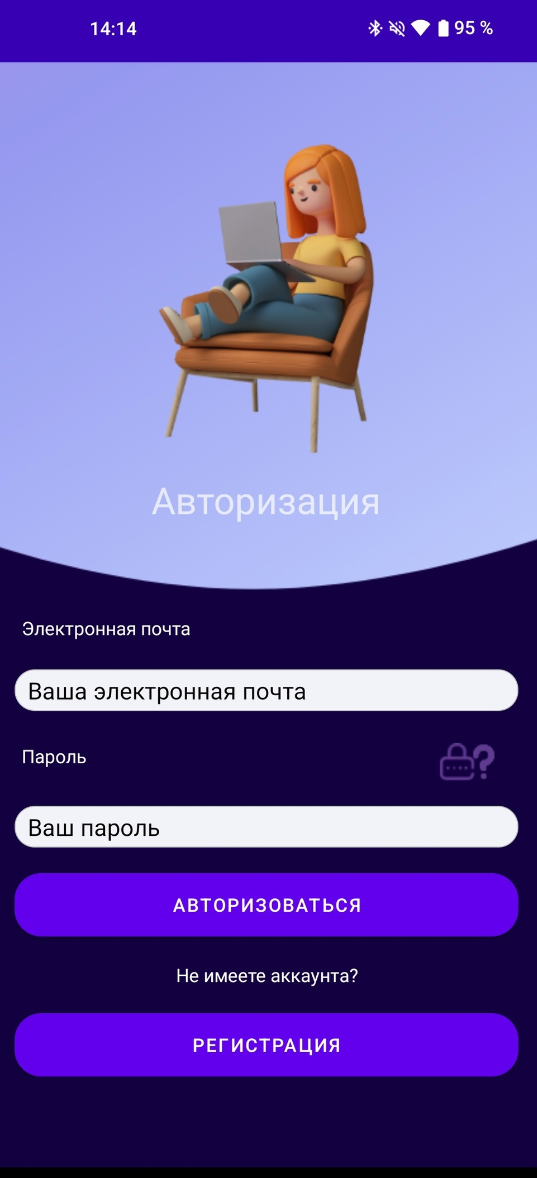 14:14
95 %
Авторизация
Электронная почта
Ваша электронная почта
Пароль
?
Ваш пароль
АВТОРИЗОВАТЬСЯ
Не имеете аккаунта?
РЕГИСТРАЦИЯ